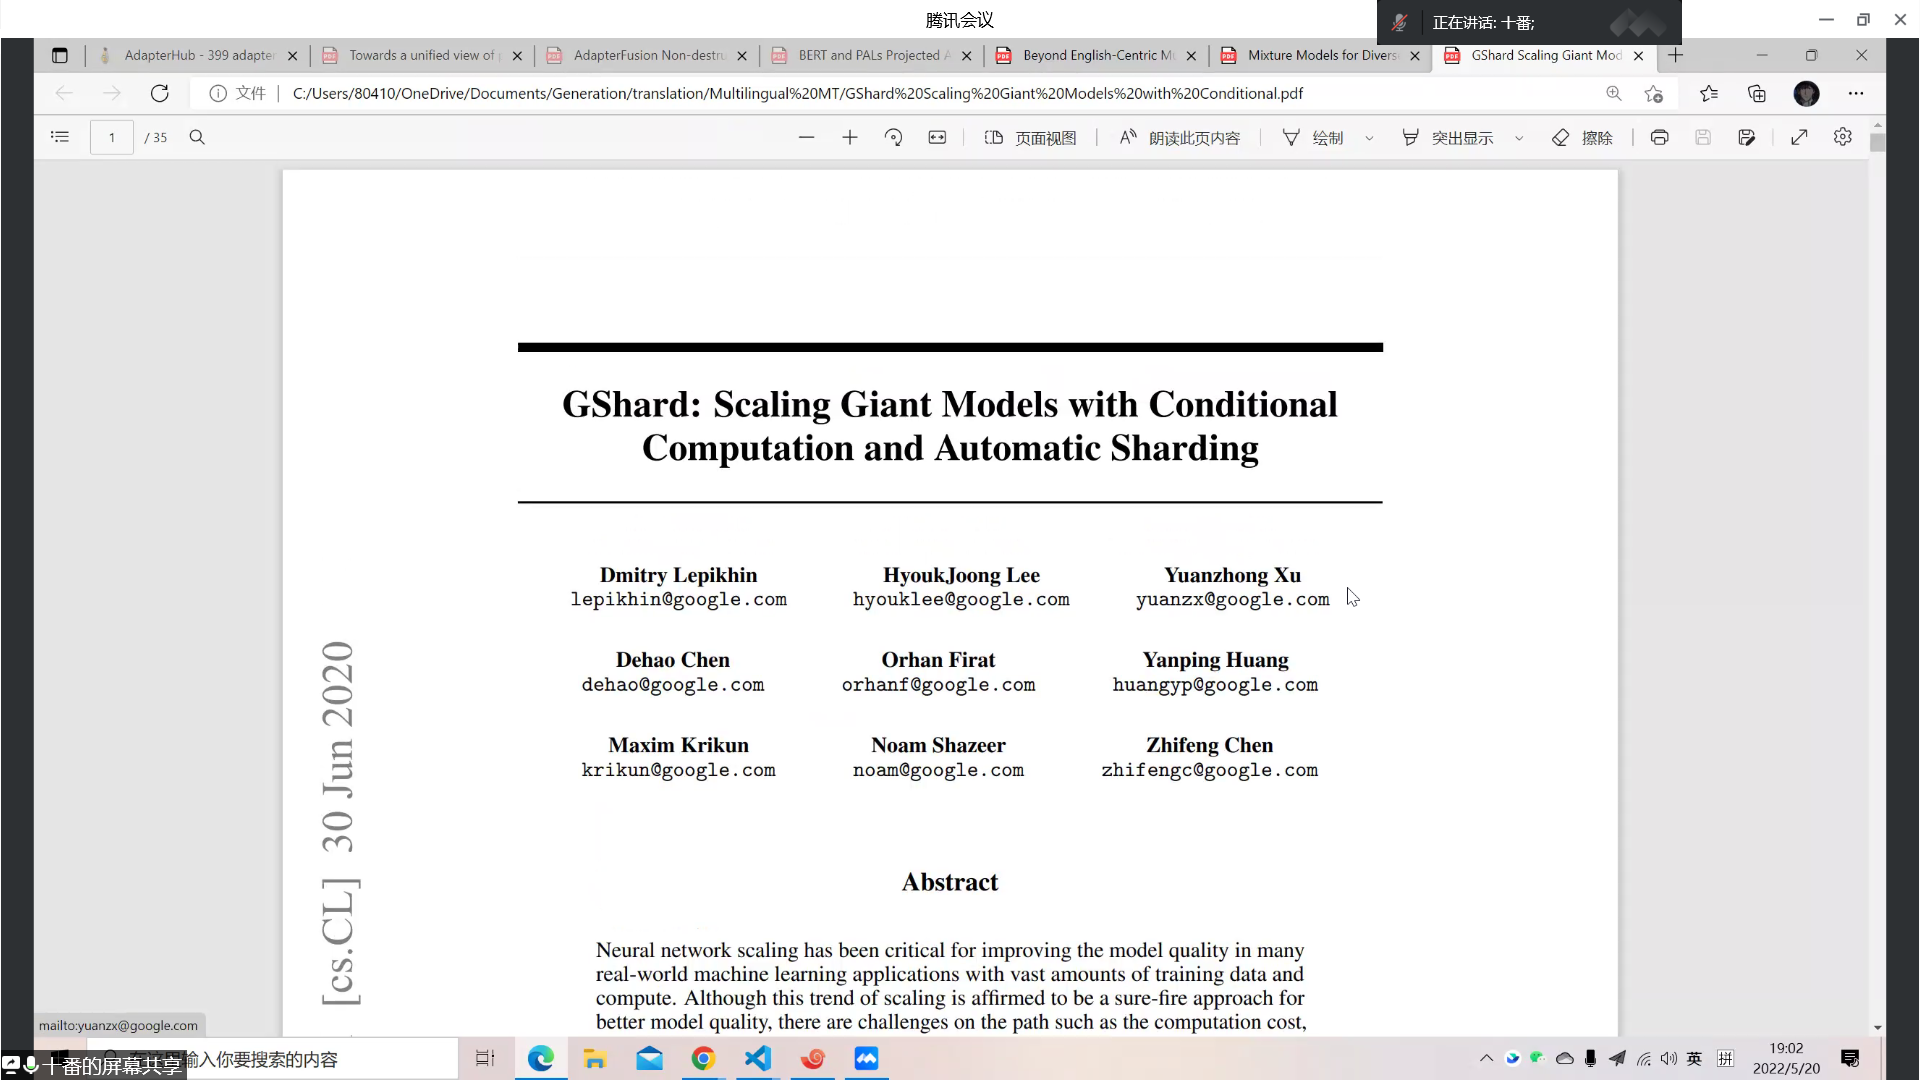 腾讯会议
正在讲话: 十番;
AdapterHub - 399 adapter
Towards a unified view of
AdapterFusion Non-destru
BERT and PALs Projected A
Beyond English-Centric Mu
Mixture Models for Divers
GShard Scaling Giant Mod
文件
C:/Users/80410/OneDrive/Documents/Generation/translation/Multilingual%20MT/GShard%20Scaling%20Giant%20Models%20with%20Conditional.pdf
1 / 35
页面视图
朗读此页内容
绘制
突出显示
擦除
GShard: Scaling Giant Models with Conditional
Computation and Automatic Sharding
Dmitry Lepikhin HyoukJoong Lee Yuanzhong Xu
lepikhin@google.com hyouklee@google.com yuanzx@google.com
Dehao Chen Orhan Firat Yanping Huang
dehao@google.com orhanf@google.com huangyp@google.com
Maxim Krikun Noam Shazeer Zhifeng Chen
krikun@google.com noam@google.com zhifengc@google.com
[cs.CL] 30 Jun 2020
Abstract
Neural network scaling has been critical for improving the model quality in many
real-world machine learning applications with vast amounts of training data and
compute. Although this trend of scaling is affirmed to be a sure-fire approach for
better model quality, there are challenges on the path such as the computation cost,
mailto:yuanzx@google.com
输入你要搜索的内容
十番的屏幕共享
英
拼
19:02
2022/5/20